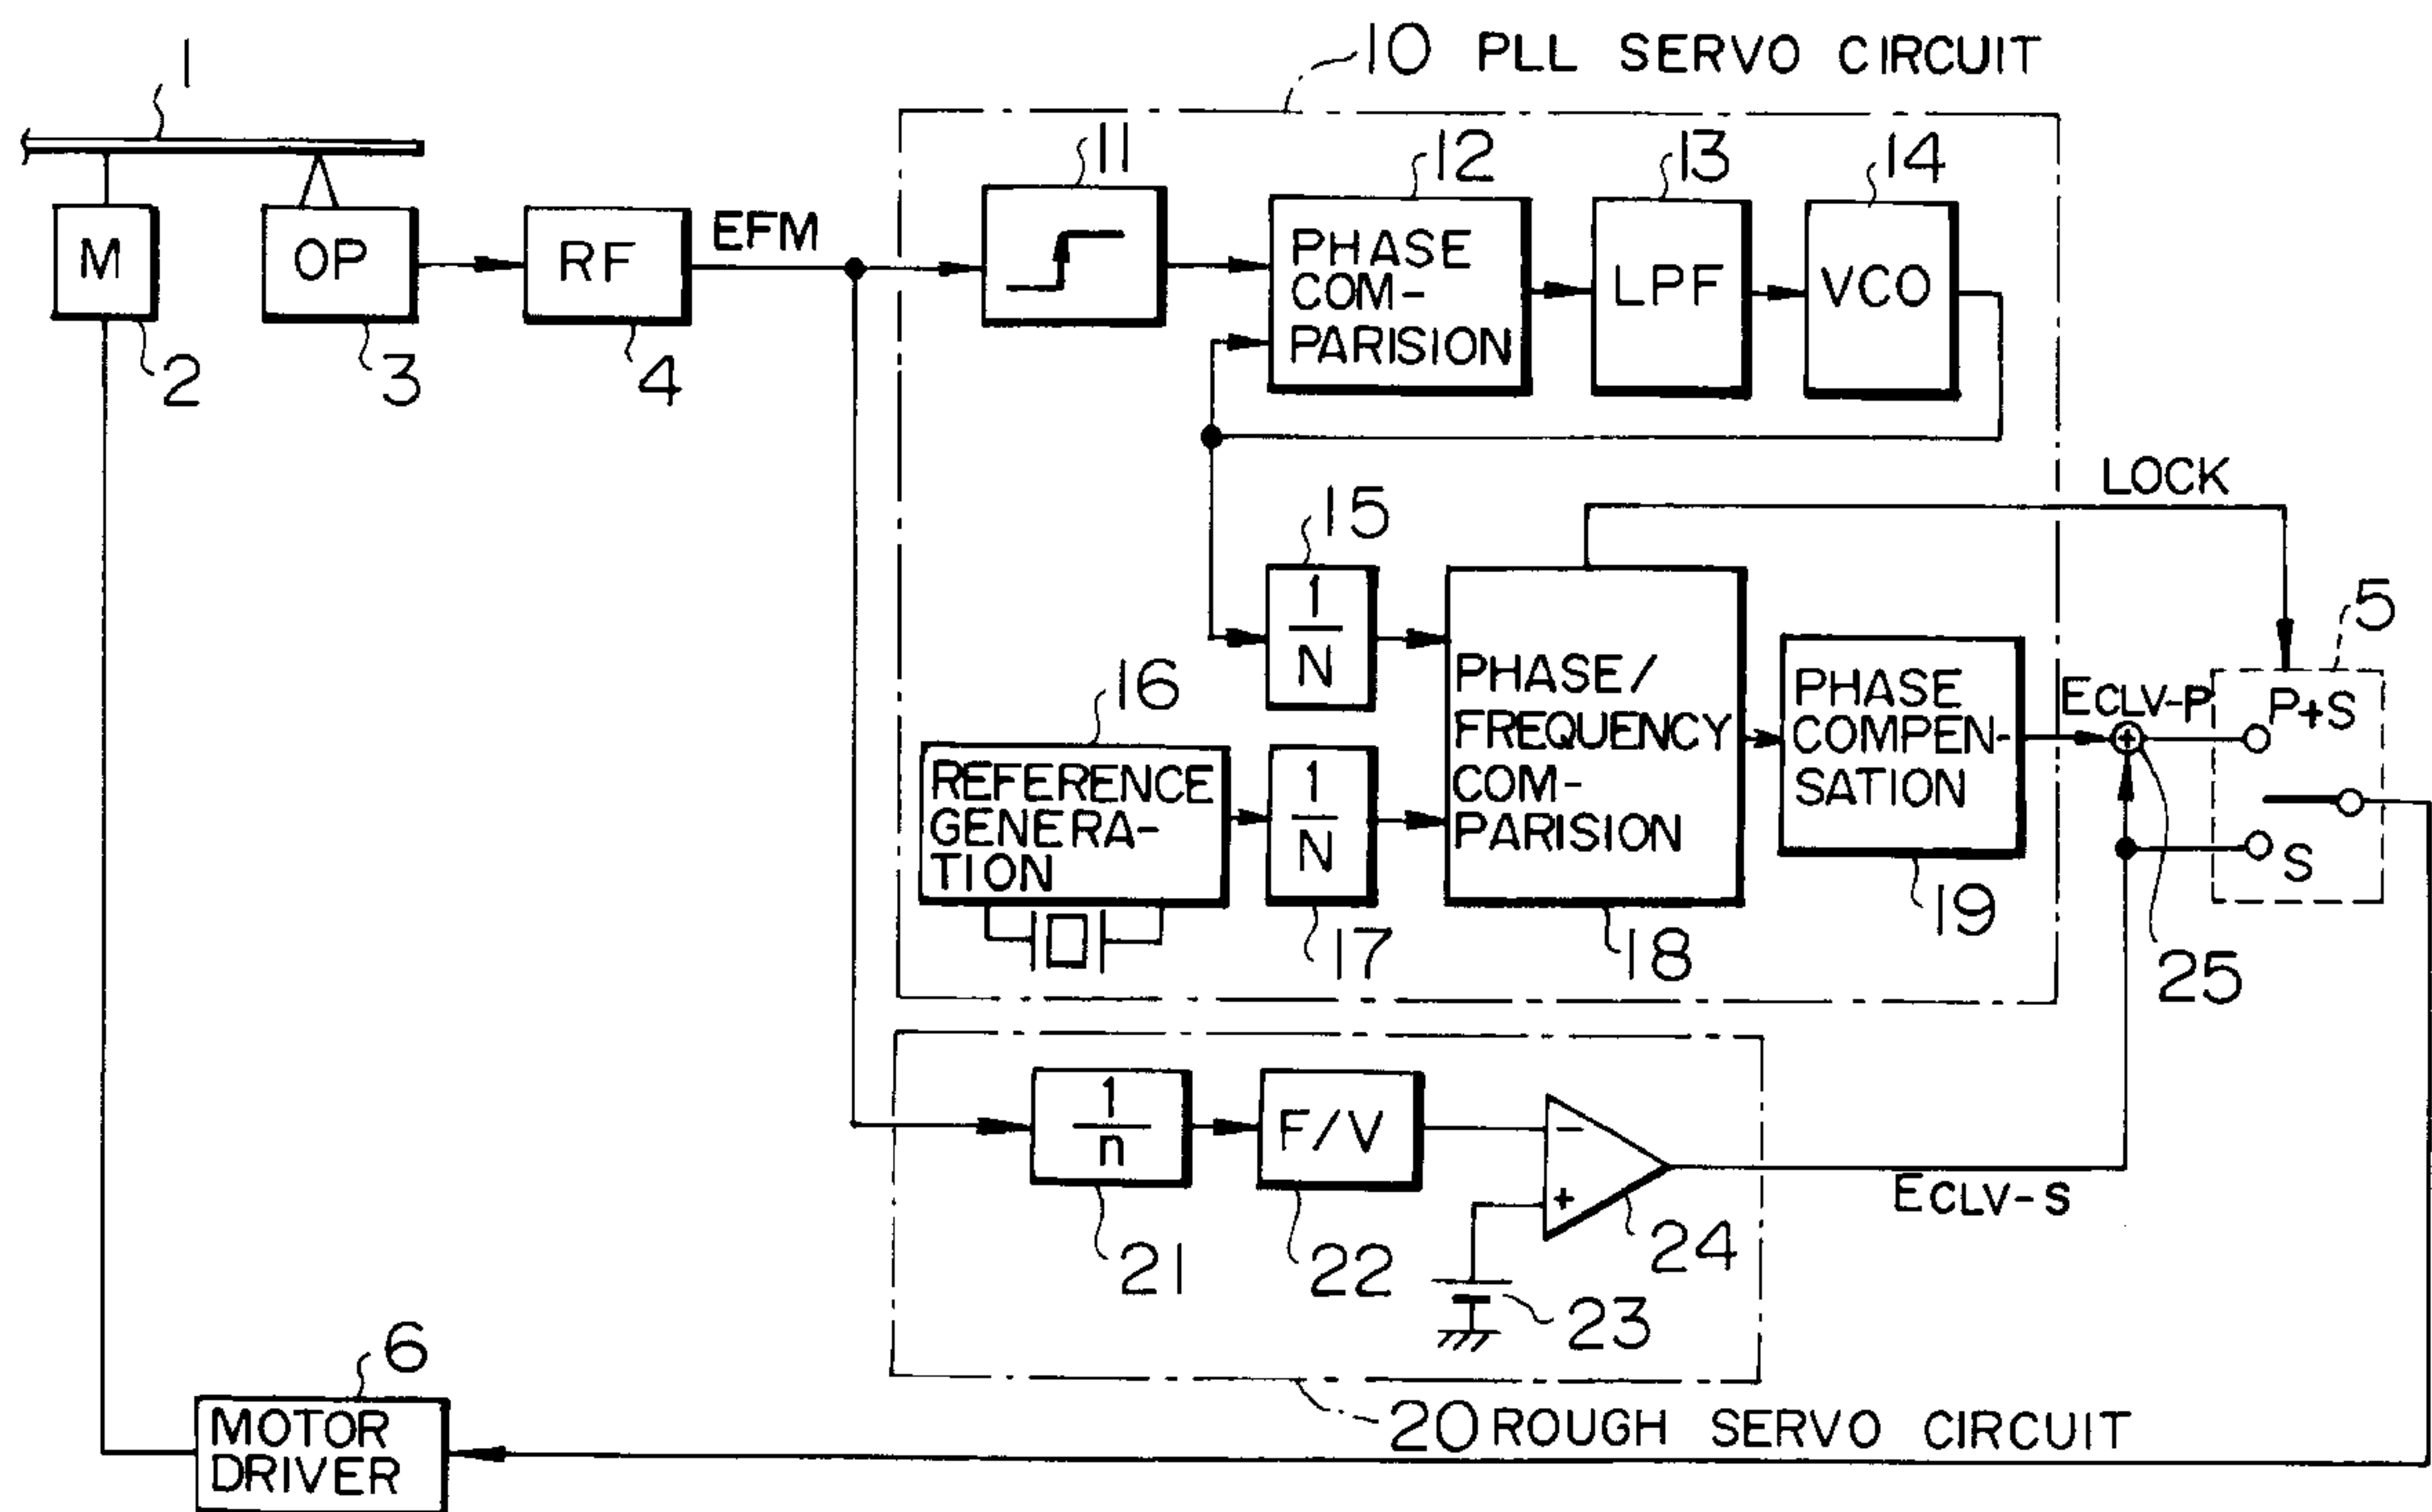 10 PLL SERVO CIRCUIT
1
11
12
13
14
M
OP
RF
EFM
PHASE
COM-
PARISION
LPF
VCO
2
3
4
LOCK
15
1
N
5
16
PHASE/
FREQUENCY
COM-
PARISION
PHASE
COMPEN-
SATION
ECLV-P
P+S
+
REFERENCE
GENERA-
TION
1
N
S
17
18
19
25
1
n
F/V
-
+
ECLV-S
21
22
23
24
6
MOTOR
DRIVER
20 ROUGH SERVO CIRCUIT